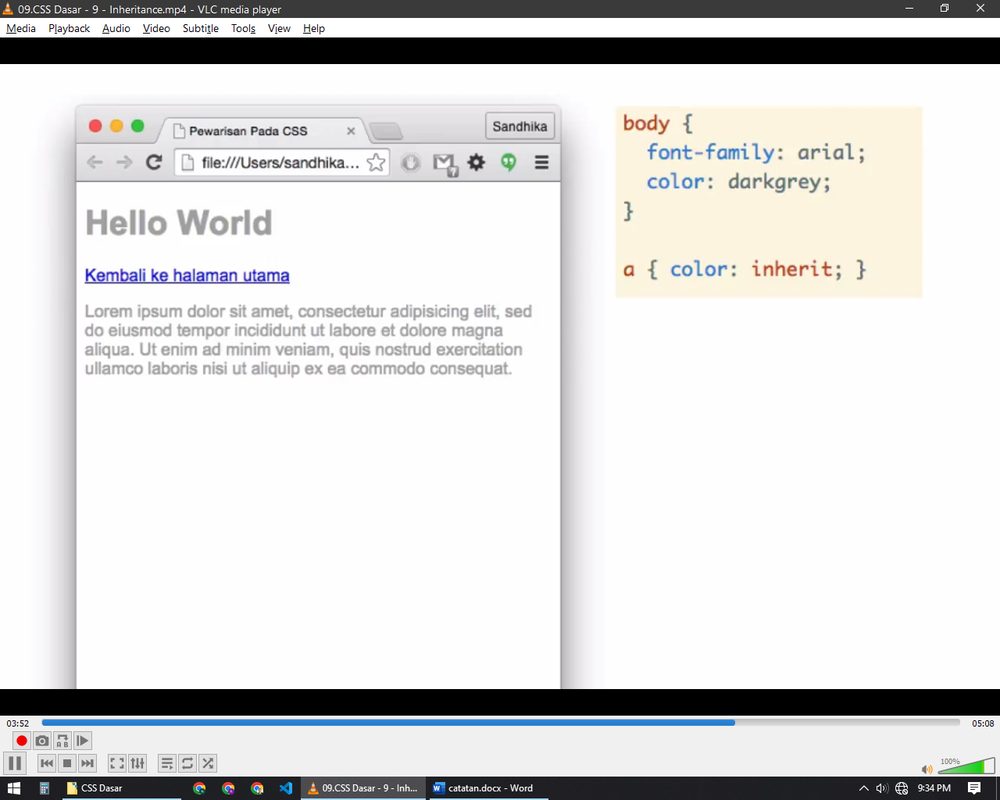 09.CSS Dasar - 9 - Inheritance.mp4 - VLC media player
Media Playback Audio Video Subtitle Tools View Help
Pewarisan Pada CSS
Sandhika
file:///Users/sandhika...
Hello World
Kembali ke halaman utama
Lorem ipsum dolor sit amet, consectetur adipisicing elit, sed
do eiusmod tempor incididunt ut labore et dolore magna
aliqua. Ut enim ad minim veniam, quis nostrud exercitation
ullamco laboris nisi ut aliquip ex ea commodo consequat.
body {
font-family: arial;
color: darkgrey;
}
a { color: inherit; }
03:52
05:08
A B
100%
CSS Dasar
09.CSS Dasar - 9 - Inh...
catatan.docx - Word
9:34 PM